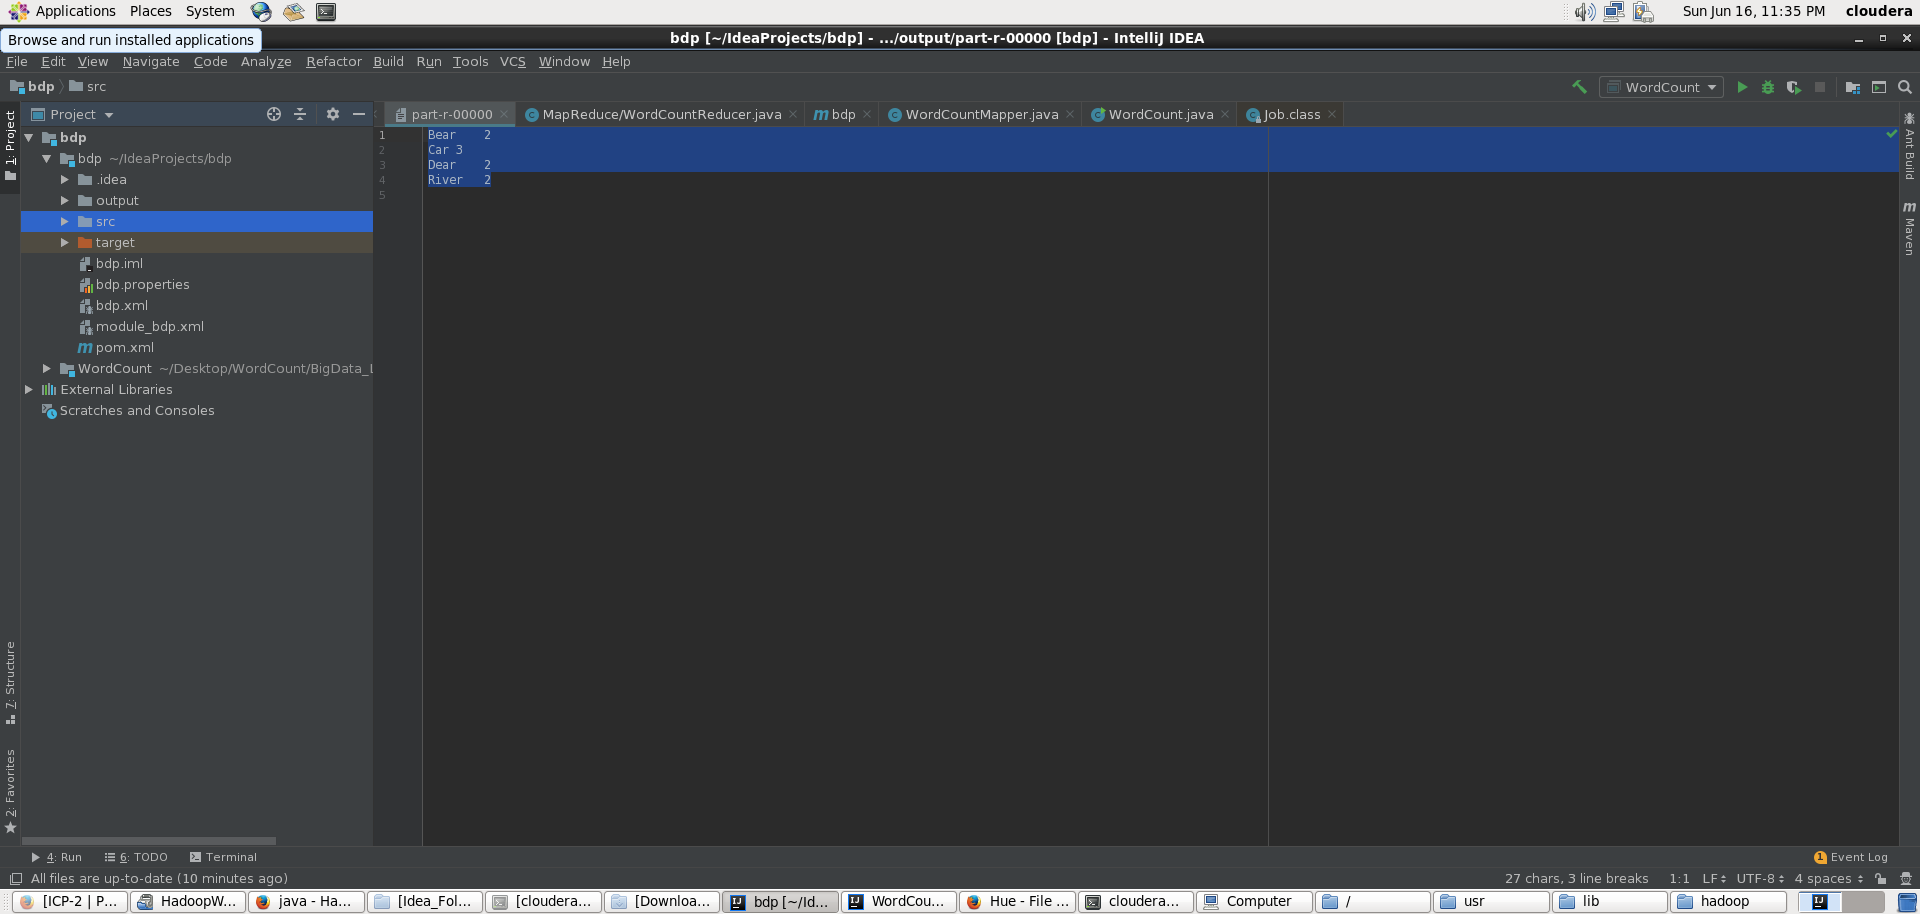 Applications Places System Sun Jun 16, 11:35 PM cloudera
Browse and run installed applications
bdp [~/IdeaProjects/bdp] - .../output/part-r-00000 [bdp] - IntelliJ IDEA
File Edit View Navigate Code Analyze Refactor Build Run Tools VCS Window Help
bdp src WordCount
Project part-r-00000 MapReduce/WordCountReducer.java m bdp WordCountMapper.java WordCount.java Job.class
1: Project
7: Structure
2: Favorites
bdp
bdp ~/IdeaProjects/bdp
.idea
output
src
target
bdp.iml
bdp.properties
bdp.xml
module_bdp.xml
m pom.xml
WordCount ~/Desktop/WordCount/BigData_L
External Libraries
Scratches and Consoles
1 Bear 2
2 Car 3
3 Dear 2
4 River 2
5
Ant Build
m Maven
4: Run 6: TODO Terminal 1 Event Log
All files are up-to-date (10 minutes ago) 27 chars, 3 line breaks 1:1 LF UTF-8 4 spaces
[ICP-2 | P... HadoopW... java - Ha... [Idea_Fol... [cloudera... [Downloa... bdp [~/Id... WordCou... Hue - File ... cloudera... Computer / usr lib hadoop